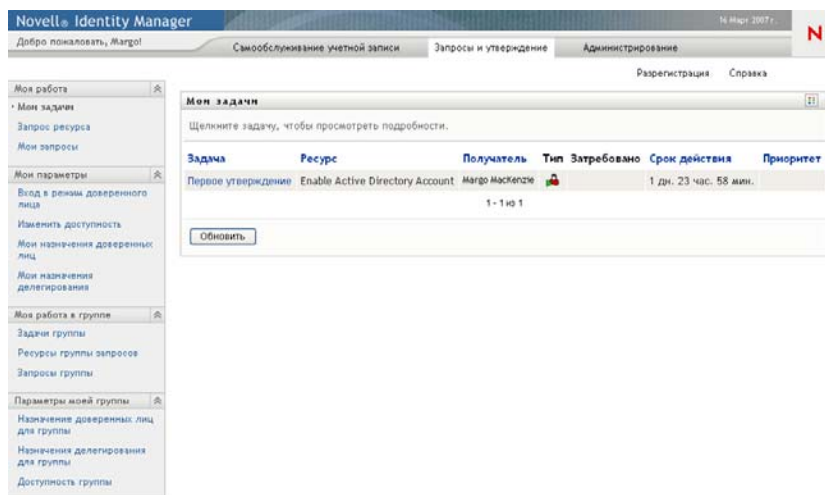 Novell® Identity Manager
16 Март 2007 г.
N
Добро пожаловать, Margo!
Самообслуживание учетной записи
Запросы и утверждение
Администрирование
Разрегистрация Справка
Моя работа
Мои задачи
Запрос ресурса
Мои запросы
Мои параметры
Вход в режим доверенного
лица
Изменить доступность
Мои назначения доверенных
лиц
Мои назначения
делегирования
Моя работа в группе
Задачи группы
Ресурсы группы запросов
Запросы группы
Параметры моей группы
Назначение доверенных лиц
для группы
Назначения делегирования
для группы
Доступность группы
Мои задачи
Щелкните задачу, чтобы просмотреть подробности.
Задача Ресурс Получатель Тип Затребовано Срок действия Приоритет
Первое утверждение Enable Active Directory Account Margo MacKenzie 1 дн. 23 час. 58 мин.
1 - 1 из 1
Обновить